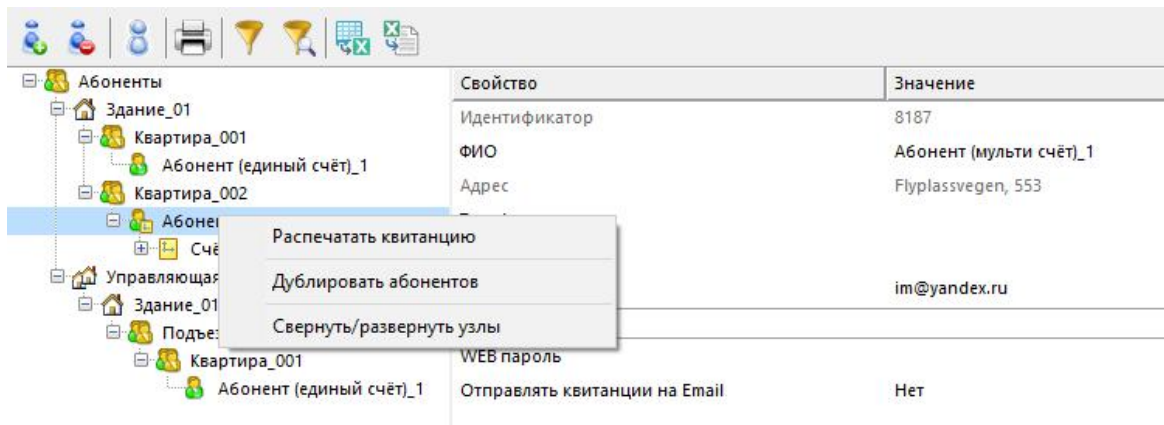 Абоненты
Здание_01
Квартира_001
Абонент (единый счёт)_1
Квартира_002
Управляющая
Здание_01
Квартира_001
Абонент (единый счёт)_1
Распечатать квитанцию
Дублировать абонентов
Свернуть/развернуть узлы
Свойство Значение
Идентификатор 8187
ФИО Абонент (мульти счёт)_1
Адрес Flyplassvegen, 553
im@yandex.ru
WEB пароль
Отправлять квитанции на Email Нет